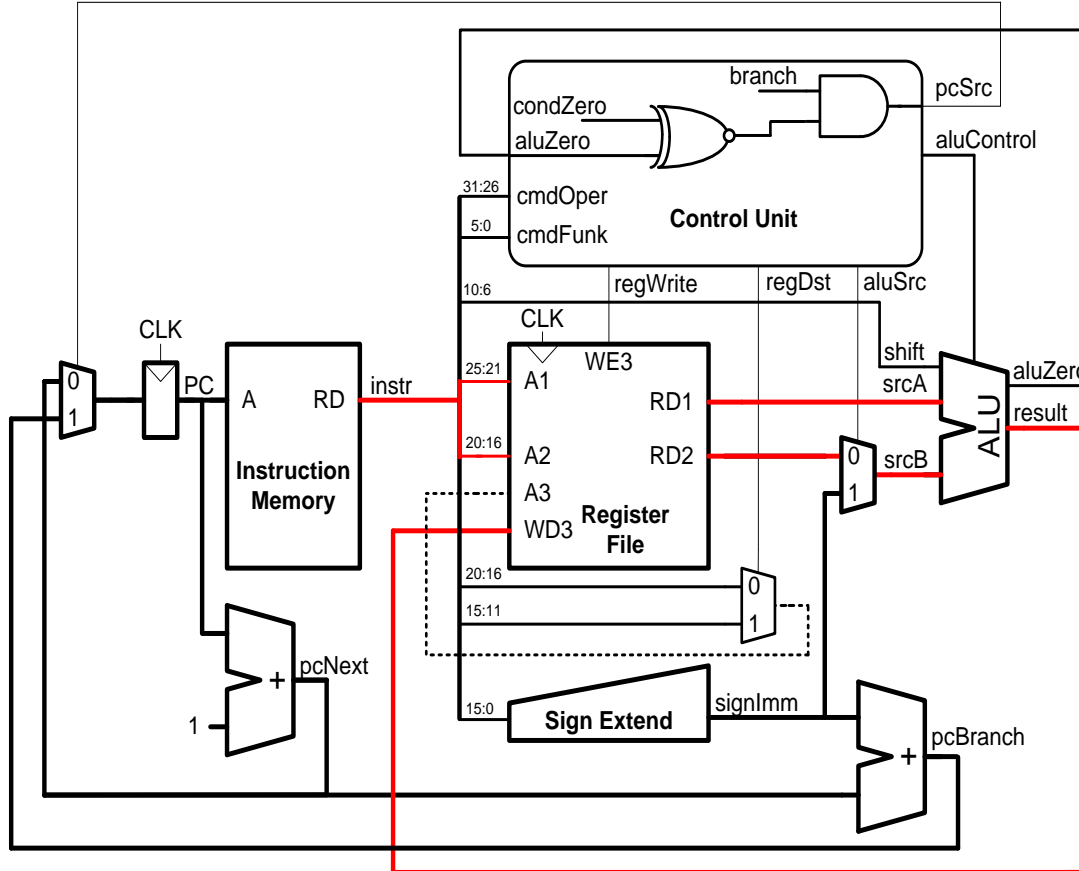 branch
pcSrc
condZero
aluZero
aluControl
31:26
cmdOper
5:0
cmdFunk
Control Unit
regWrite
regDst
aluSrc
10:6
CLK
CLK
shift
WE3
0
1
PC
A
RD
instr
25:21
A1
RD1
srcA
aluZero
result
ALU
20:16
A2
RD2
0
1
srcB
Instruction
Memory
A3
WD3
Register
File
20:16
15:11
0
1
pcNext
+
1
15:0
Sign Extend
signImm
pcBranch
+